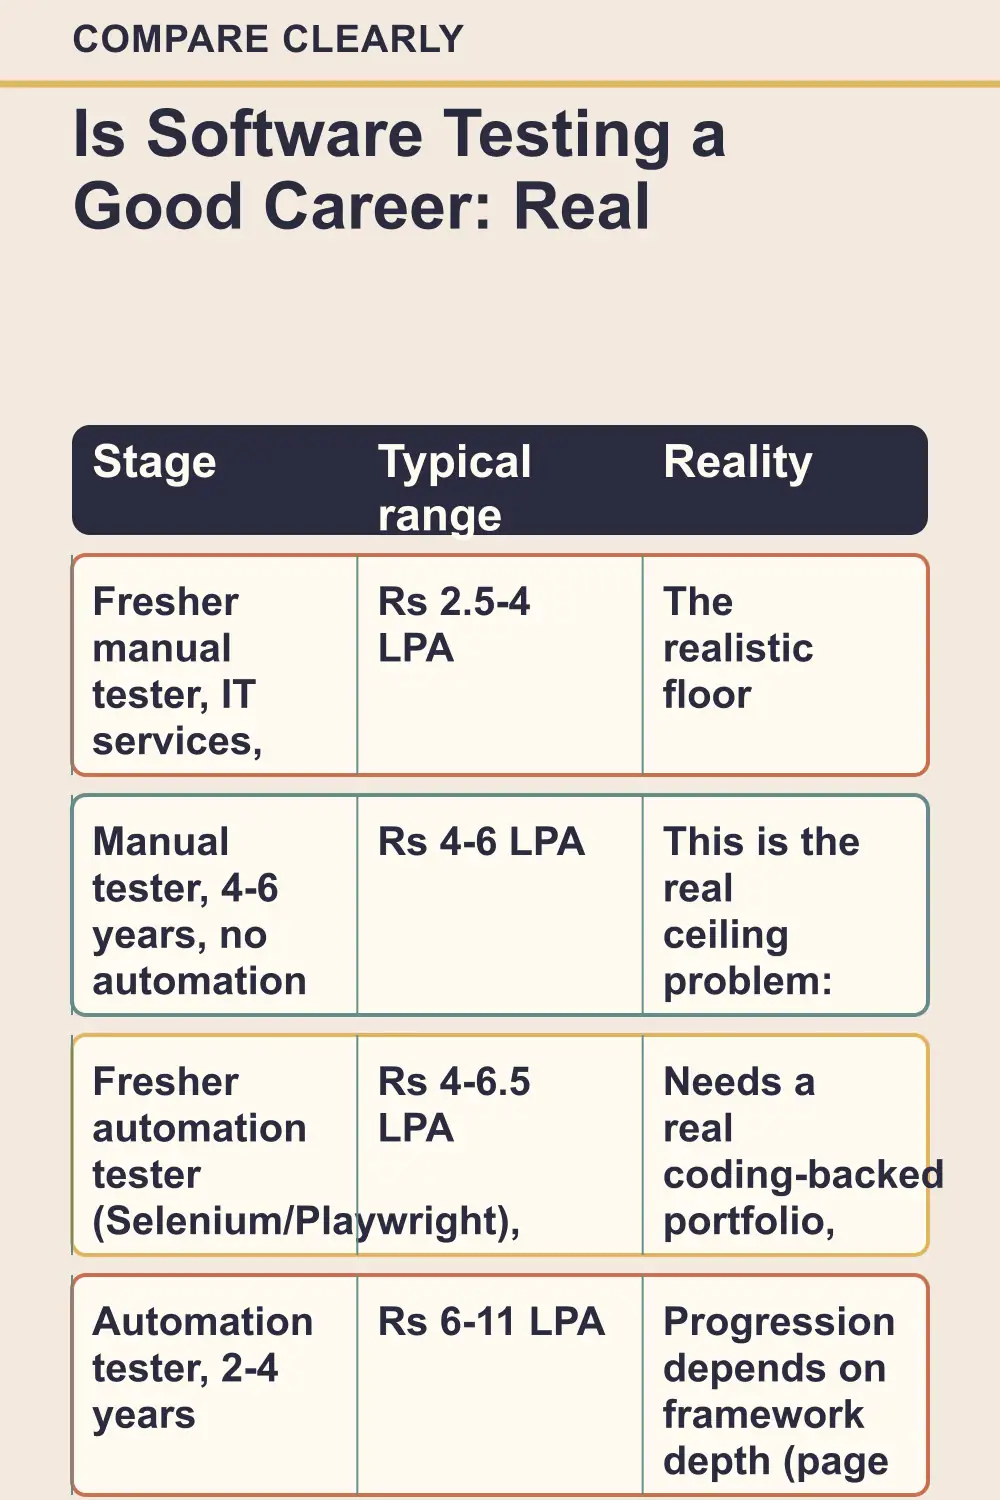 COMPARE CLEARLY
Is Software Testing a
Good Career: Real
Stage
Typical
range
Reality
Fresher
manual
tester, IT
services,
Rs 2.5-4
LPA
The
realistic
floor
Manual
tester, 4-6
years, no
automation
Rs 4-6 LPA
This is the
real
ceiling
problem:
Fresher
automation
tester
(Selenium/Playwright),
Rs 4-6.5
LPA
Needs a
real
coding-backed
portfolio,
Automation
tester, 2-4
years
Rs 6-11 LPA
Progression
depends on
framework
depth (page